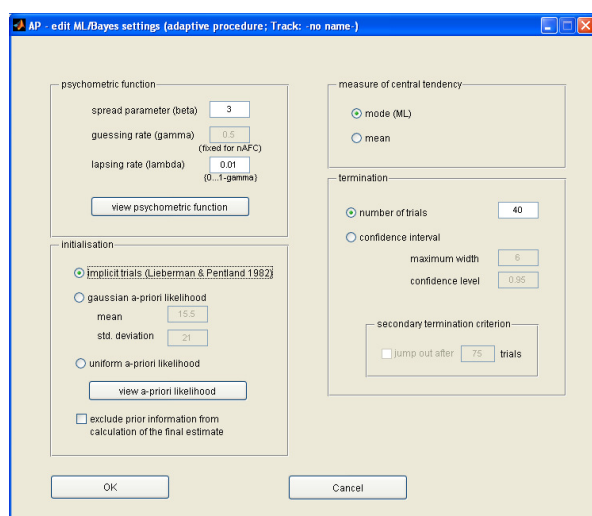 AP - edit ML/Bayes settings (adaptive procedure; Track: -no name-)
psychometric function
spread parameter (beta) 3
guessing rate (gamma) 0.5
(fixed for nAFC)
lapsing rate (lambda) 0.01
{0...1-gamma}
view psychometric function
initialisation
implicit trials (Lieberman & Pentland 1982)
gaussian a-priori likelihood
mean 15.5
std. deviation 21
uniform a-priori likelihood
view a-priori likelihood
exclude prior information from
calculation of the final estimate
measure of central tendency
mode (ML)
mean
termination
number of trials 40
confidence interval
maximum width 6
confidence level 0.95
secondary termination criterion
jump out after 75 trials
OK Cancel